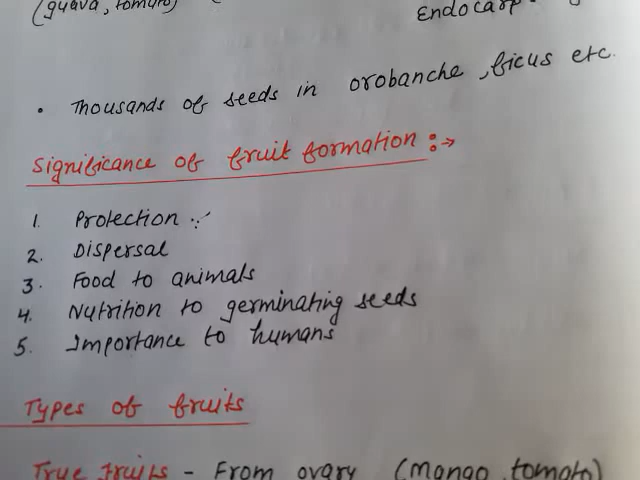 (guava, tomato)
Endocarp
• Thousands of seeds in orobanche, ficus etc.
Significance of fruit formation :→
1. Protection
2. Dispersal
3. Food to animals
4. Nutrition to germinating seeds
5. Importance to humans
Types of fruits
True fruits - From ovary (mango, tomato)